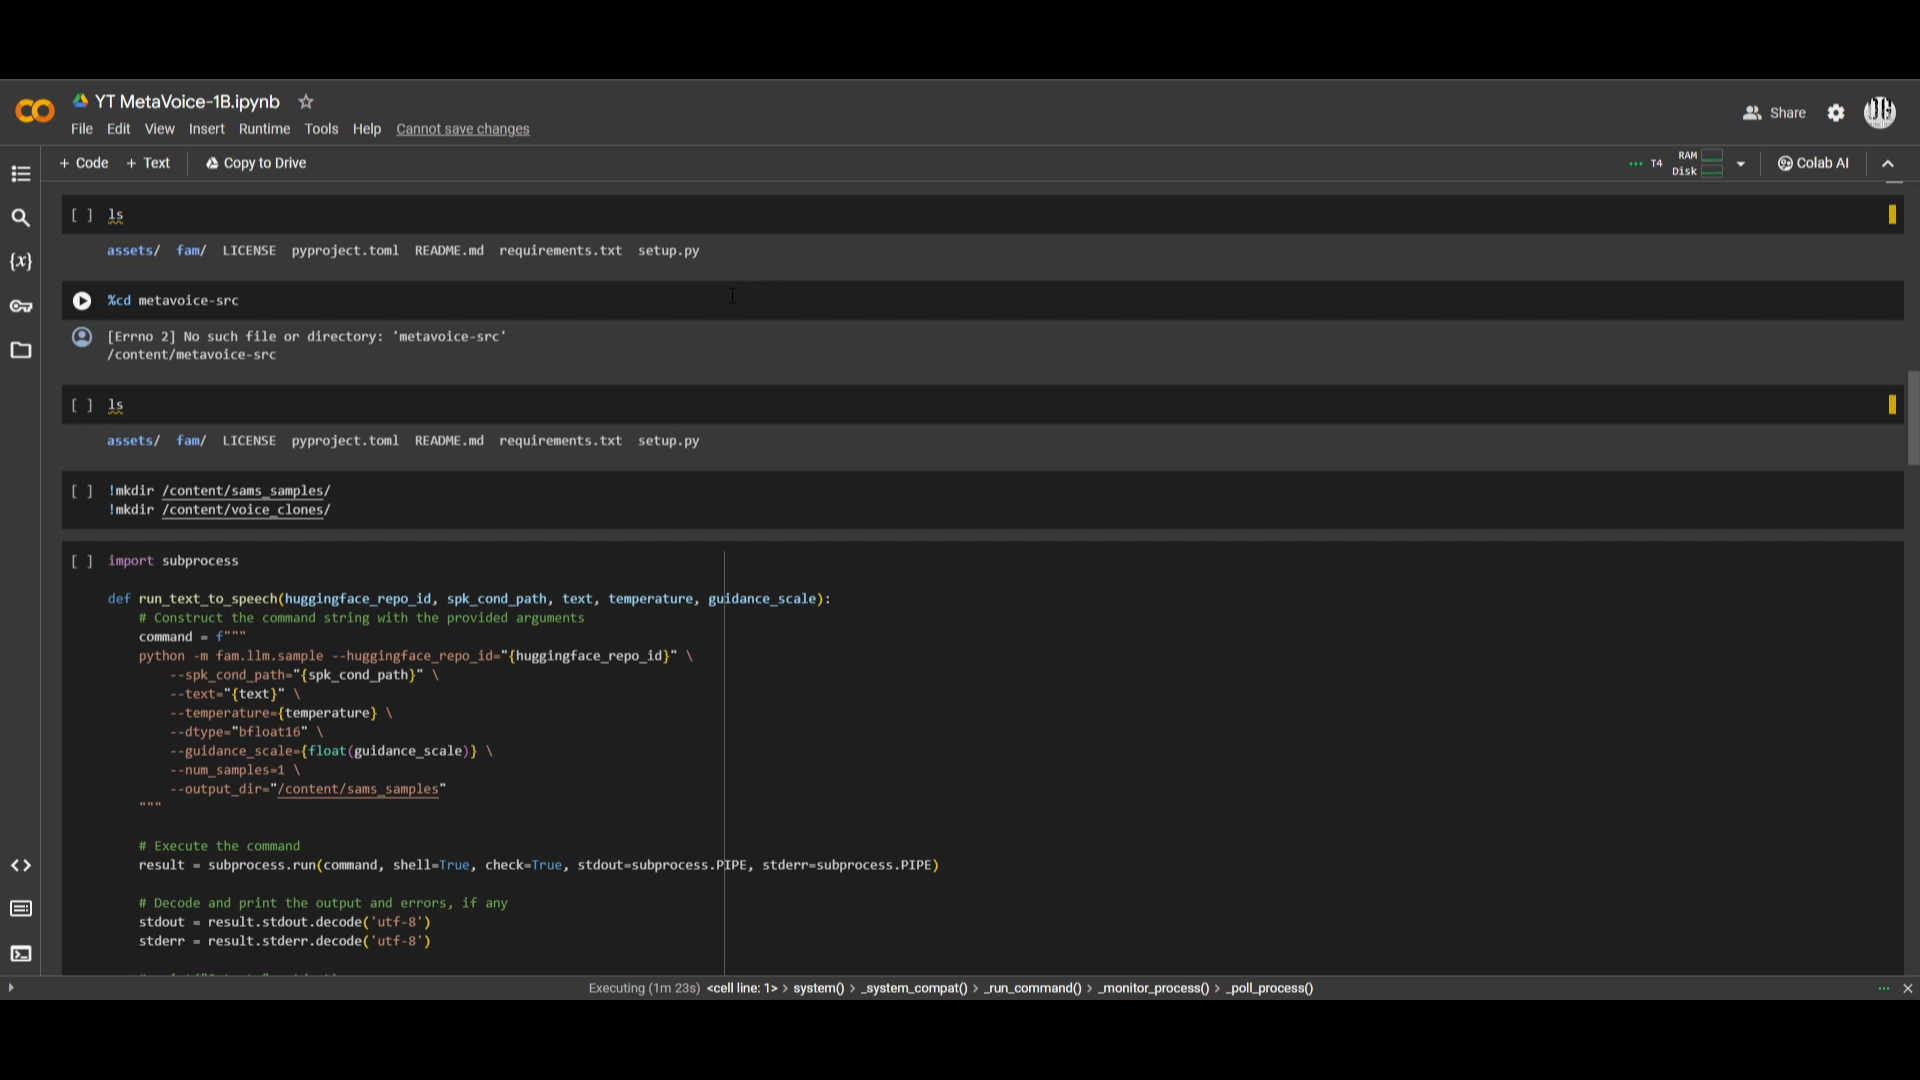 YT MetaVoice-1B.ipynb
File Edit View Insert Runtime Tools Help Cannot save changes
Share
+ Code + Text Copy to Drive
T4 RAM Disk Colab AI
[ ] ls
assets/ fam/ LICENSE pyproject.toml README.md requirements.txt setup.py
%cd metavoice-src
[Errno 2] No such file or directory: 'metavoice-src'
/content/metavoice-src
[ ] ls
assets/ fam/ LICENSE pyproject.toml README.md requirements.txt setup.py
[ ] !mkdir /content/sams_samples/
!mkdir /content/voice_clones/
[ ] import subprocess
def run_text_to_speech(huggingface_repo_id, spk_cond_path, text, temperature, guidance_scale):
# Construct the command string with the provided arguments
command = f"""
python -m fam.llm.sample --huggingface_repo_id="{huggingface_repo_id}" \
--spk_cond_path="{spk_cond_path}" \
--text="{text}" \
--temperature={temperature} \
--dtype="bfloat16" \
--guidance_scale={float(guidance_scale)} \
--num_samples=1 \
--output_dir="/content/sams_samples"
"""
# Execute the command
result = subprocess.run(command, shell=True, check=True, stdout=subprocess.PIPE, stderr=subprocess.PIPE)
# Decode and print the output and errors, if any
stdout = result.stdout.decode('utf-8')
stderr = result.stderr.decode('utf-8')
Executing (1m 23s) <cell line: 1> > system() > _system_compat() > _run_command() > _monitor_process() > _poll_process()